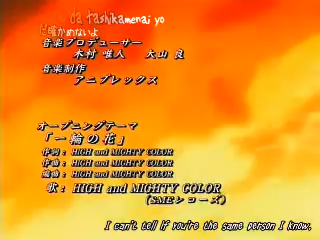 da tashikamenai yo
だ確かめないよ
音楽プロデューサー
木村 唯人 大山 良
音楽制作
アニプレックス
オープニングテーマ
「一輪の花」
作詞： HIGH and MIGHTY COLOR
作曲： HIGH and MIGHTY COLOR
編曲： HIGH and MIGHTY COLOR
歌： HIGH and MIGHTY COLOR
(SMEレコーズ)
I can't tell if you're the same person I know,